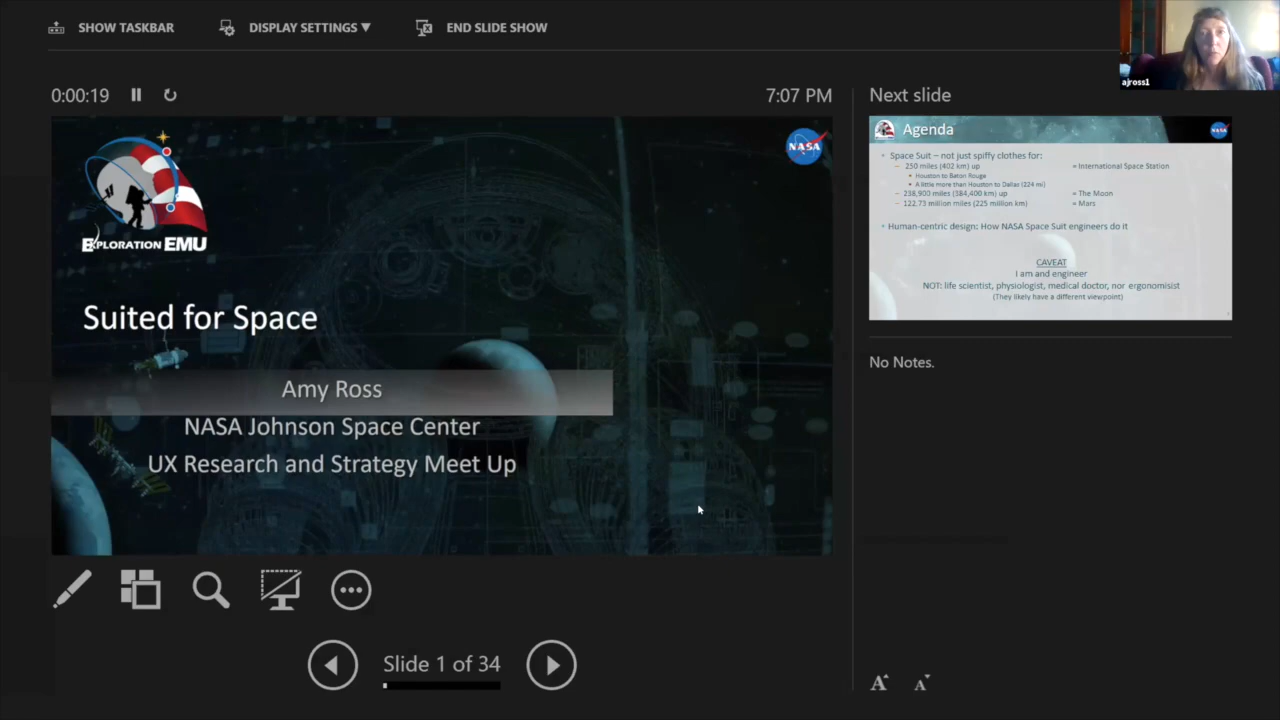 SHOW TASKBAR
DISPLAY SETTINGS ▼
END SLIDE SHOW
ajross1
0:00:19
7:07 PM
Next slide
NASA
EXPLORATION EMU
Suited for Space
Amy Ross
NASA Johnson Space Center
UX Research and Strategy Meet Up
Agenda
NASA
• Space Suit – not just spiffy clothes for:
– 250 miles (402 km) up = International Space Station
• Houston to Baton Rouge
• A little more than Houston to Dallas (224 mi)
– 238,900 miles (384,400 km) up = The Moon
– 122.73 million miles (225 million km) = Mars
• Human-centric design: How NASA Space Suit engineers do it
CAVEAT
I am and engineer
NOT: life scientist, physiologist, medical doctor, nor ergonomisist
(They likely have a different viewpoint)
No Notes.
Slide 1 of 34
A A